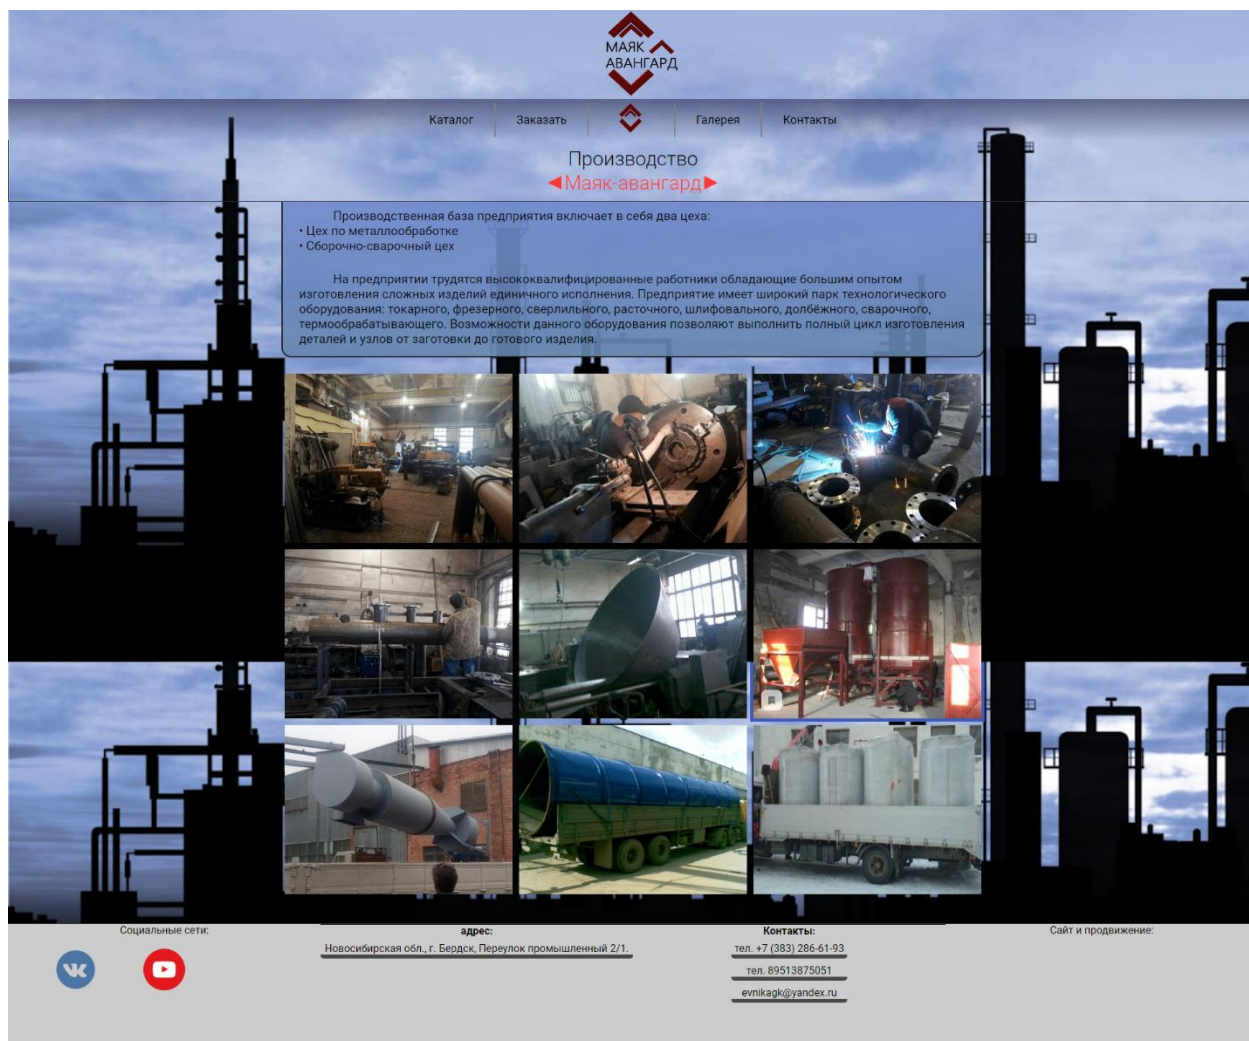 МАЯК
АВАНГАРД
Каталог
Заказать
Галерея
Контакты
Производство
◄Маяк-авангард►
Производственная база предприятия включает в себя два цеха:
• Цех по металлообработке
• Сборочно-сварочный цех
На предприятии трудятся высококвалифицированные работники обладающие большим опытом
изготовления сложных изделий единичного исполнения. Предприятие имеет широкий парк технологического
оборудования: токарного, фрезерного, сверлильного, расточного, шлифовального, долбёжного, сварочного,
термообрабатывающего. Возможности данного оборудования позволяют выполнить полный цикл изготовления
деталей и узлов от заготовки до готового изделия.
Социальные сети:
адрес:
Новосибирская обл., г. Бердск, Переулок промышленный 2/1.
Контакты:
тел. +7 (383) 286-61-93
тел. 89513875051
evnikagk@yandex.ru
Сайт и продвижение: